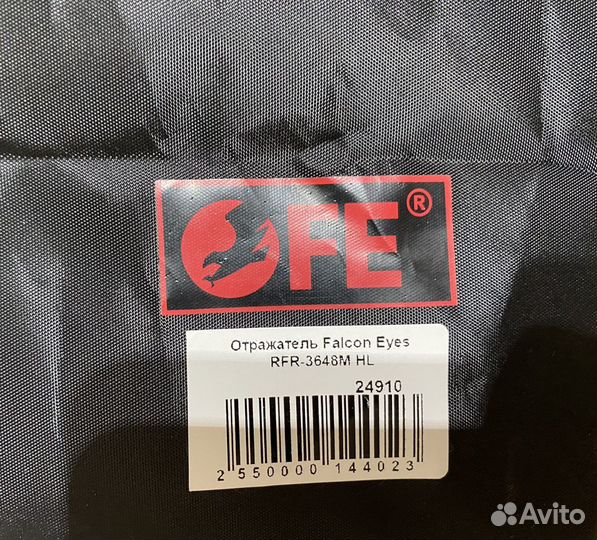 FE®
Отражатель Falcon Eyes
RFR-3648M HL
24910
2 550000 144023
Avito